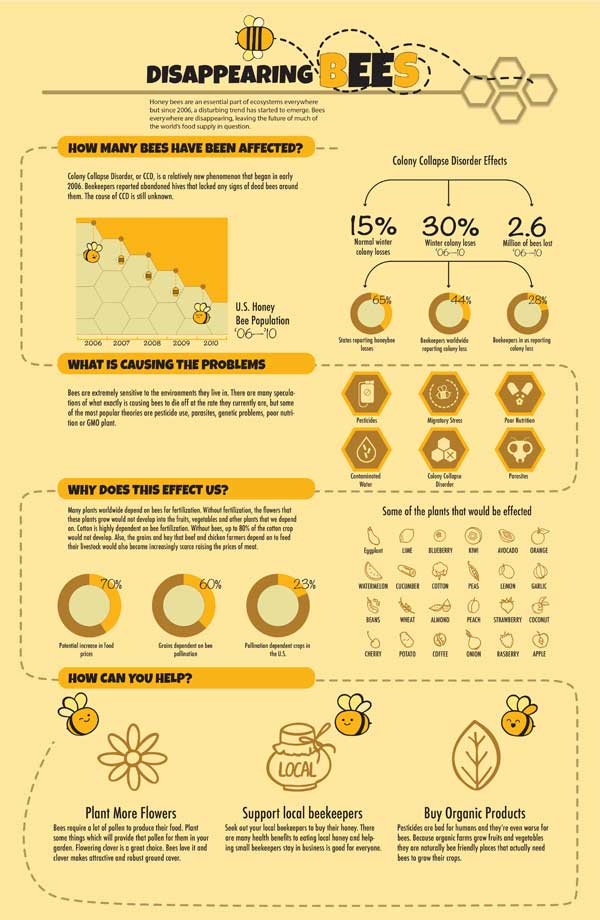 DISAPPEARING BEES
Honey bees are an essential part of ecosystems everywhere
but since 2006, a disturbing trend has started to emerge. Bees
everywhere are disappearing, leaving the future of much of
the world's food supply in question.
HOW MANY BEES HAVE BEEN AFFECTED?
Colony Collapse Disorder, or CCD, is a relatively new phenomenon that began in early
2006. Beekeepers reported abandoned hives that lacked any signs of dead bees around
them. The cause of CCD is still unknown.
2006 2007 2008 2009 2010
U.S. Honey
Bee Population
'06—'10
Colony Collapse Disorder Effects
15%
Normal winter
colony losses
30%
Winter colony loses
'06—10
2.6
Million of bees lost
'06—10
65%
States reporting honeybee
losses
44%
Beekeepers worldwide
reporting colony loss
28%
Beekeepers in us reporting
colony loss
WHAT IS CAUSING THE PROBLEMS
Bees are extremely sensitive to the environments they live in. There are many specula-
tions of what exactly is causing bees to die off at the rate they currently are, but some
of the most popular theories are pesticide use, parasites, genetic problems, poor nutri-
tion or GMO plant.
Pesticides
Migratory Stress
Poor Nutrition
Contaminated
Water
Colony Collapse
Disorder
Parasites
WHY DOES THIS EFFECT US?
Many plants worldwide depend on bees for fertilization. Without fertilization, the flowers that
these plants grow would not develop into the fruits, vegetables and other plants that we depend
on. Cotton is highly dependent on bee fertilization. Without bees, up to 80% of the cotton crop
would not develop. Also, the grains and hay that beef and chicken farmers depend on to feed
their livestock would also become increasingly scarce raising the prices of meat.
70%
Potential increase in food
prices
60%
Grains dependent on bee
pollination
23%
Pollination dependent crops in
the U.S.
Some of the plants that would be effected
Eggplant LIME BLUEBERRY KIWI AVOCADO ORANGE
WATERMELON CUCUMBER COTTON PEAS LEMON GARLIC
BEANS WHEAT ALMOND PEACH STRAWBERRY COCONUT
CHERRY POTATO COFFEE ONION RASBERRY APPLE
HOW CAN YOU HELP?
Plant More Flowers
Bees require a lot of pollen to produce their food. Plant
some things which will provide that pollen for them in your
garden. Flowering clover is a great choice. Bees love it and
clover makes attractive and robust ground cover.
LOCAL
Support local beekeepers
Seek out your local beekeepers to buy their honey. There
are many health benefits to eating local honey and help-
ing small beekeepers stay in business is good for everyone.
Buy Organic Products
Pesticides are bad for humans and they're even worse for
bees. Because organic farms grow fruits and vegetables
they are naturally bee friendly places that actually need
bees to grow their crops.